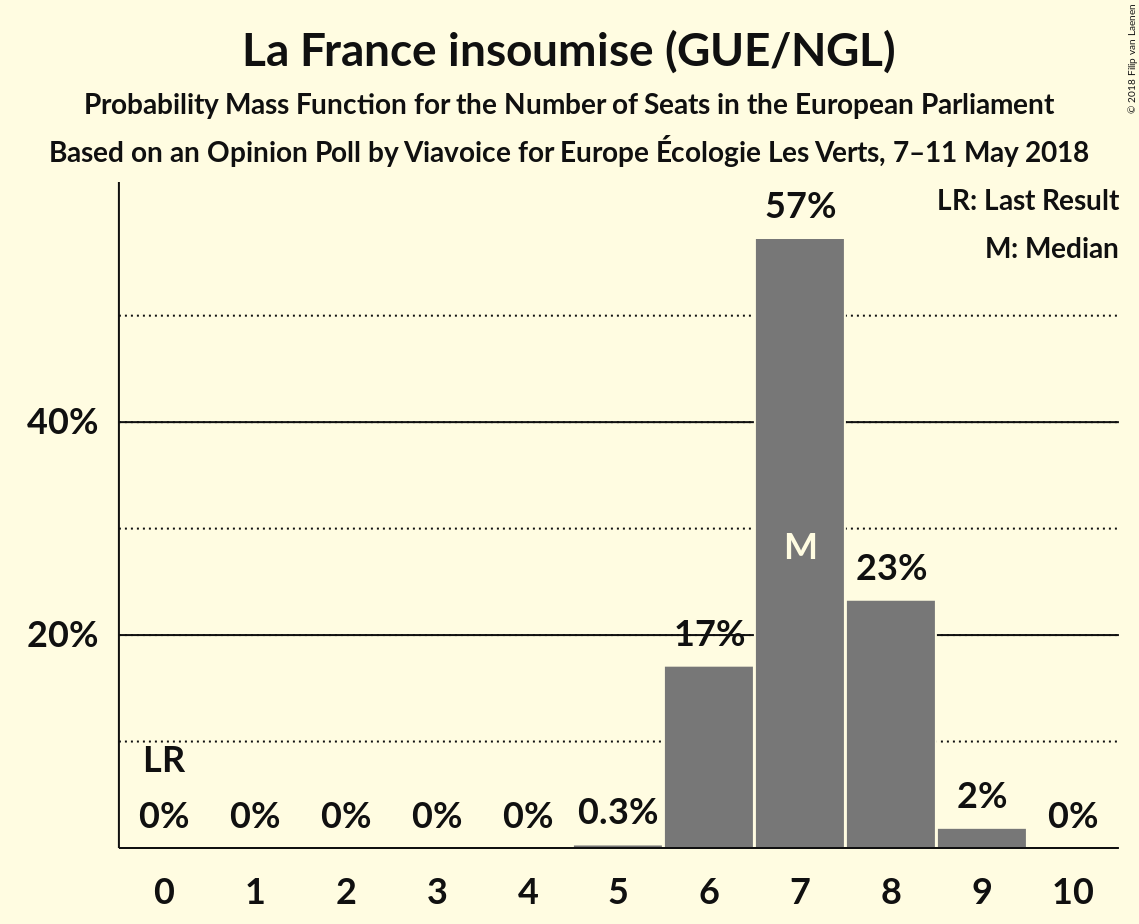 La France insoumise (GUE/NGL)
Probability Mass Function for the Number of Seats in the European Parliament
Based on an Opinion Poll by Viavoice for Europe Écologie Les Verts, 7–11 May 2018
© 2018 Filip van Laenen
LR: Last Result
M: Median
57%
40%
M
23%
20%
17%
LR
0% 0% 0% 0% 0% 0.3% 2% 0%
0 1 2 3 4 5 6 7 8 9 10